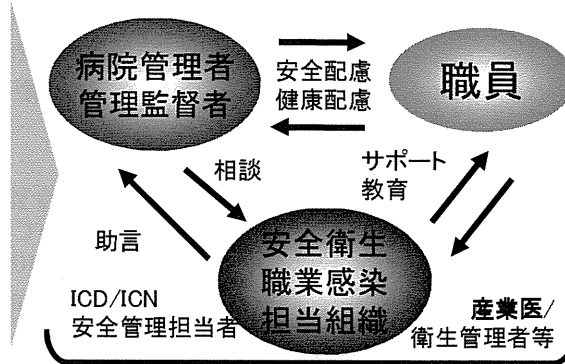 病院管理者
管理監督者
安全配慮
健康配慮
職員
相談
サポート
教育
助言
安全衛生
職業感染
担当組織
ICD/ICN
安全管理担当者
産業医/
衛生管理者等